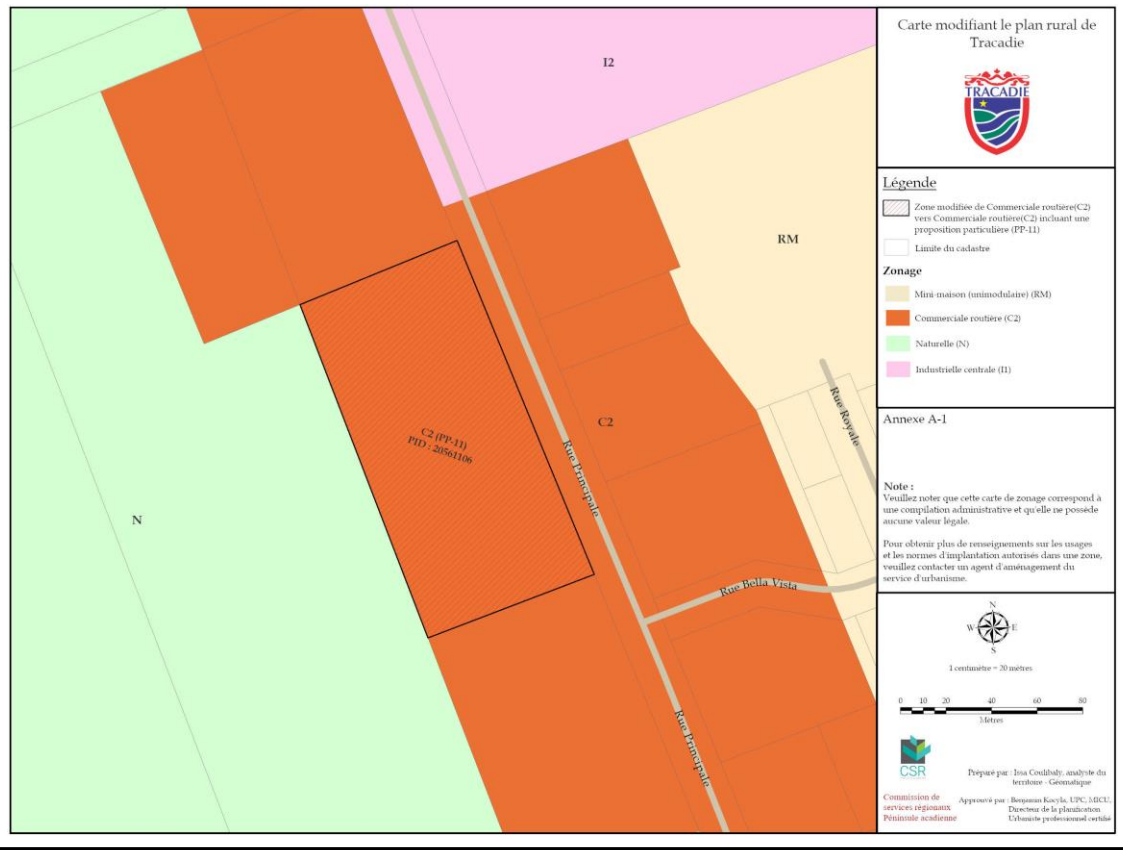 Carte modifiant le plan rural de
Tracadie
TRACADIE
Légende
Zone modifiée de Commerciale routière(C2)
vers Commerciale routière(C2) incluant une
proposition particulière (PP-11)
Limite du cadastre
Zonage
Mini-maison (unimodulaire) (RM)
Commerciale routière (C2)
Naturelle (N)
Industrielle centrale (I1)
Annexe A-1
Note :
Veuillez noter que cette carte de zonage correspond à
une compilation administrative et qu'elle ne possède
aucune valeur légale.
Pour obtenir plus de renseignements sur les usages
et les normes d'implantation autorisés dans une zone,
veuillez contacter un agent d'aménagement du
service d'urbanisme.
N
W E
S
1 centimètre = 20 mètres
0 10 20 40 60 80
Mètres
CSR
Commission de
services régionaux
Péninsule acadienne
Préparé par : Issa Coulibaly, analyste du
territoire - Géomatique
Approuvé par : Benjamin Kocyla, UPC, MICU,
Directeur de la planification
Urbaniste professionnel certifié
I2
RM
C2
N
C2 (PP-11)
PID : 20561106
Rue Principale
Rue Royale
Rue Bella Vista
Rue Principale